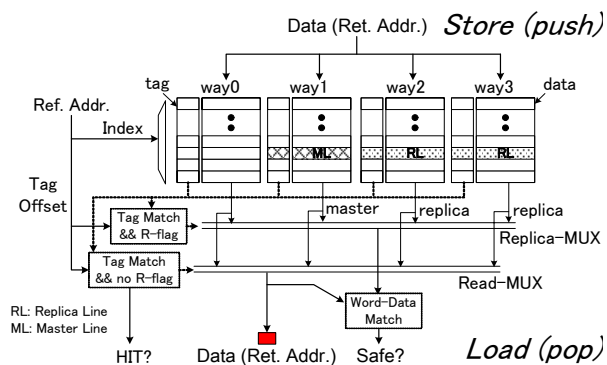 Data (Ret. Addr.) Store (push)
tag way0 way1 way2 way3 data
Ref. Addr.
Index
ML RL RL
Tag
Offset
master replica replica
Tag Match
&& R-flag
Replica-MUX
Tag Match
&& no R-flag
Read-MUX
RL: Replica Line
ML: Master Line
Word-Data
Match
HIT? Data (Ret. Addr.) Safe? Load (pop)